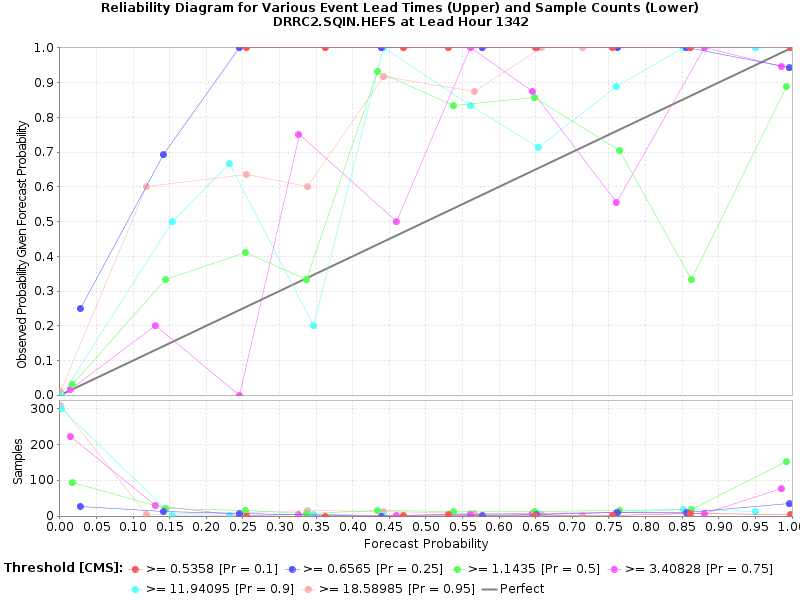 Reliability Diagram for Various Event Lead Times (Upper) and Sample Counts (Lower)
DRRC2.SQIN.HEFS at Lead Hour 1342
Observed Probability Given Forecast Probability
1.0
0.9
0.8
0.7
0.6
0.5
0.4
0.3
0.2
0.1
0.0
Samples
300
200
100
0
0.00 0.05 0.10 0.15 0.20 0.25 0.30 0.35 0.40 0.45 0.50 0.55 0.60 0.65 0.70 0.75 0.80 0.85 0.90 0.95 1.00
Forecast Probability
Threshold [CMS]: >= 0.5358 [Pr = 0.1] >= 0.6565 [Pr = 0.25] >= 1.1435 [Pr = 0.5] >= 3.40828 [Pr = 0.75]
>= 11.94095 [Pr = 0.9] >= 18.58985 [Pr = 0.95] Perfect